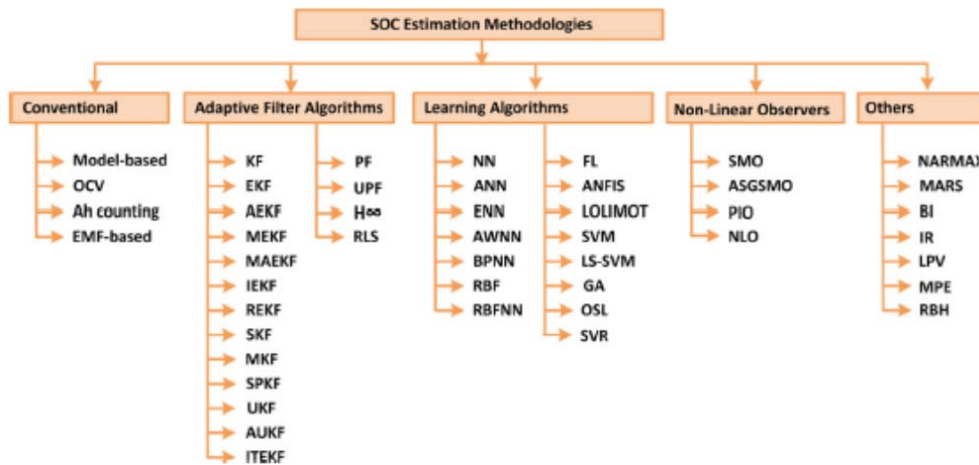 SOC Estimation Methodologies
Conventional
Model-based
OCV
Ah counting
EMF-based
Adaptive Filter Algorithms
KF
EKF
AEKF
MEKF
MAEKF
IEKF
REKF
SKF
MKF
SPKF
UKF
AUKF
ITEKF
PF
UPF
H∞
RLS
Learning Algorithms
NN
ANN
ENN
AWNN
BPNN
RBF
RBFNN
FL
ANFIS
LOLIMOT
SVM
LS-SVM
GA
OSL
SVR
Non-Linear Observers
SMO
ASGSMO
PIO
NLO
Others
NARMAX
MARS
BI
IR
LPV
MPE
RBH